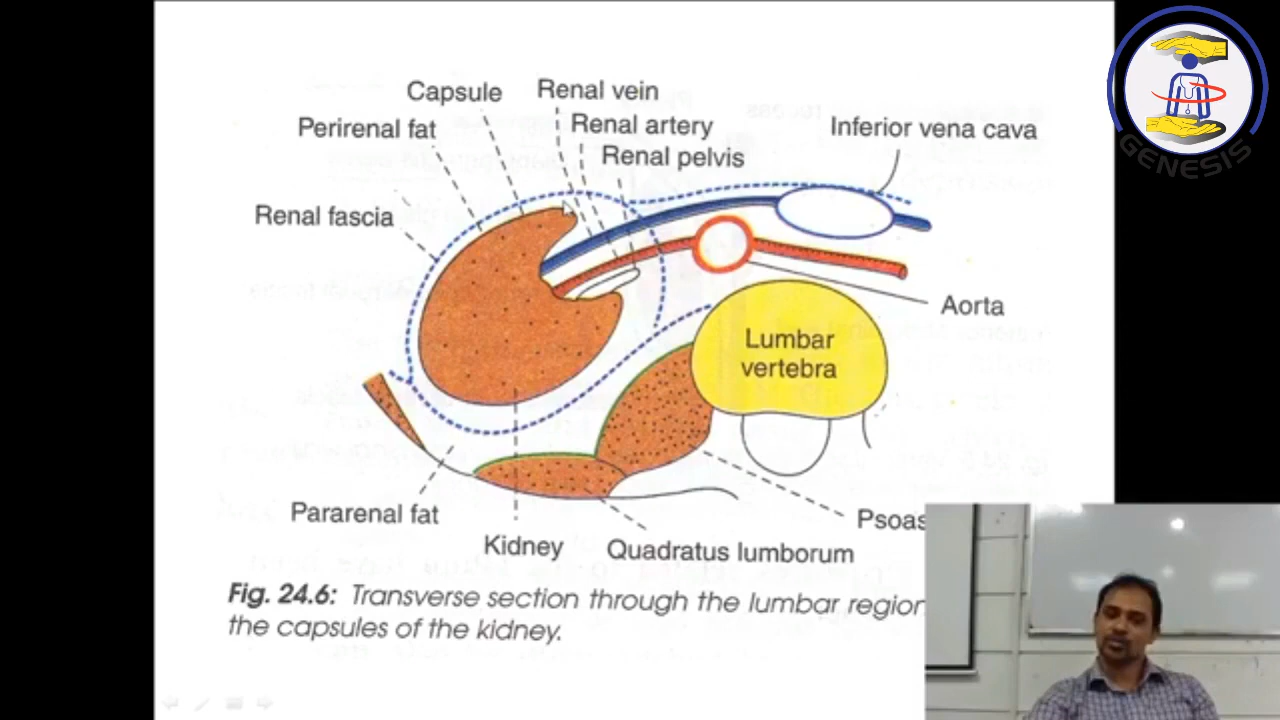 Capsule
Renal vein
Perirenal fat
Renal artery
Inferior vena cava
Renal pelvis
GENESIS
Renal fascia
Aorta
Lumbar
vertebra
Pararenal fat
Psoas
Kidney
Quadratus lumborum
Fig. 24.6: Transverse section through the lumbar region
the capsules of the kidney.